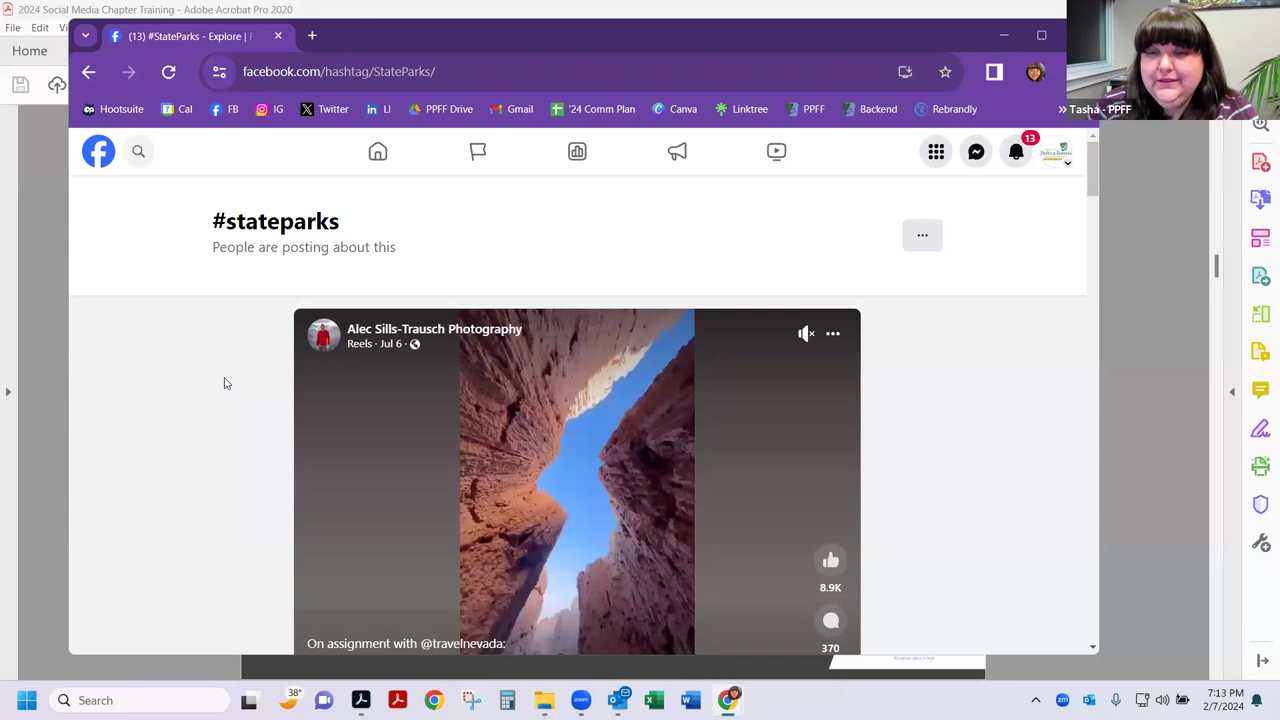 2024 Social Media Chapter Training - Adobe Acrobat Pro 2020
File Edit
Home
(13) #StateParks - Explore | F
facebook.com/hashtag/StateParks/
Hootsuite Cal FB IG Twitter LI PPFF Drive Gmail '24 Comm Plan Canva Linktree PPFF Backend Rebrandly
Tasha - PPFF
13
#stateparks
People are posting about this
Alec Sills-Trausch Photography
Reels · Jul 6 ·
8.9K
On assignment with @travelnevada:
370
Search
38°
7:13 PM
2/7/2024